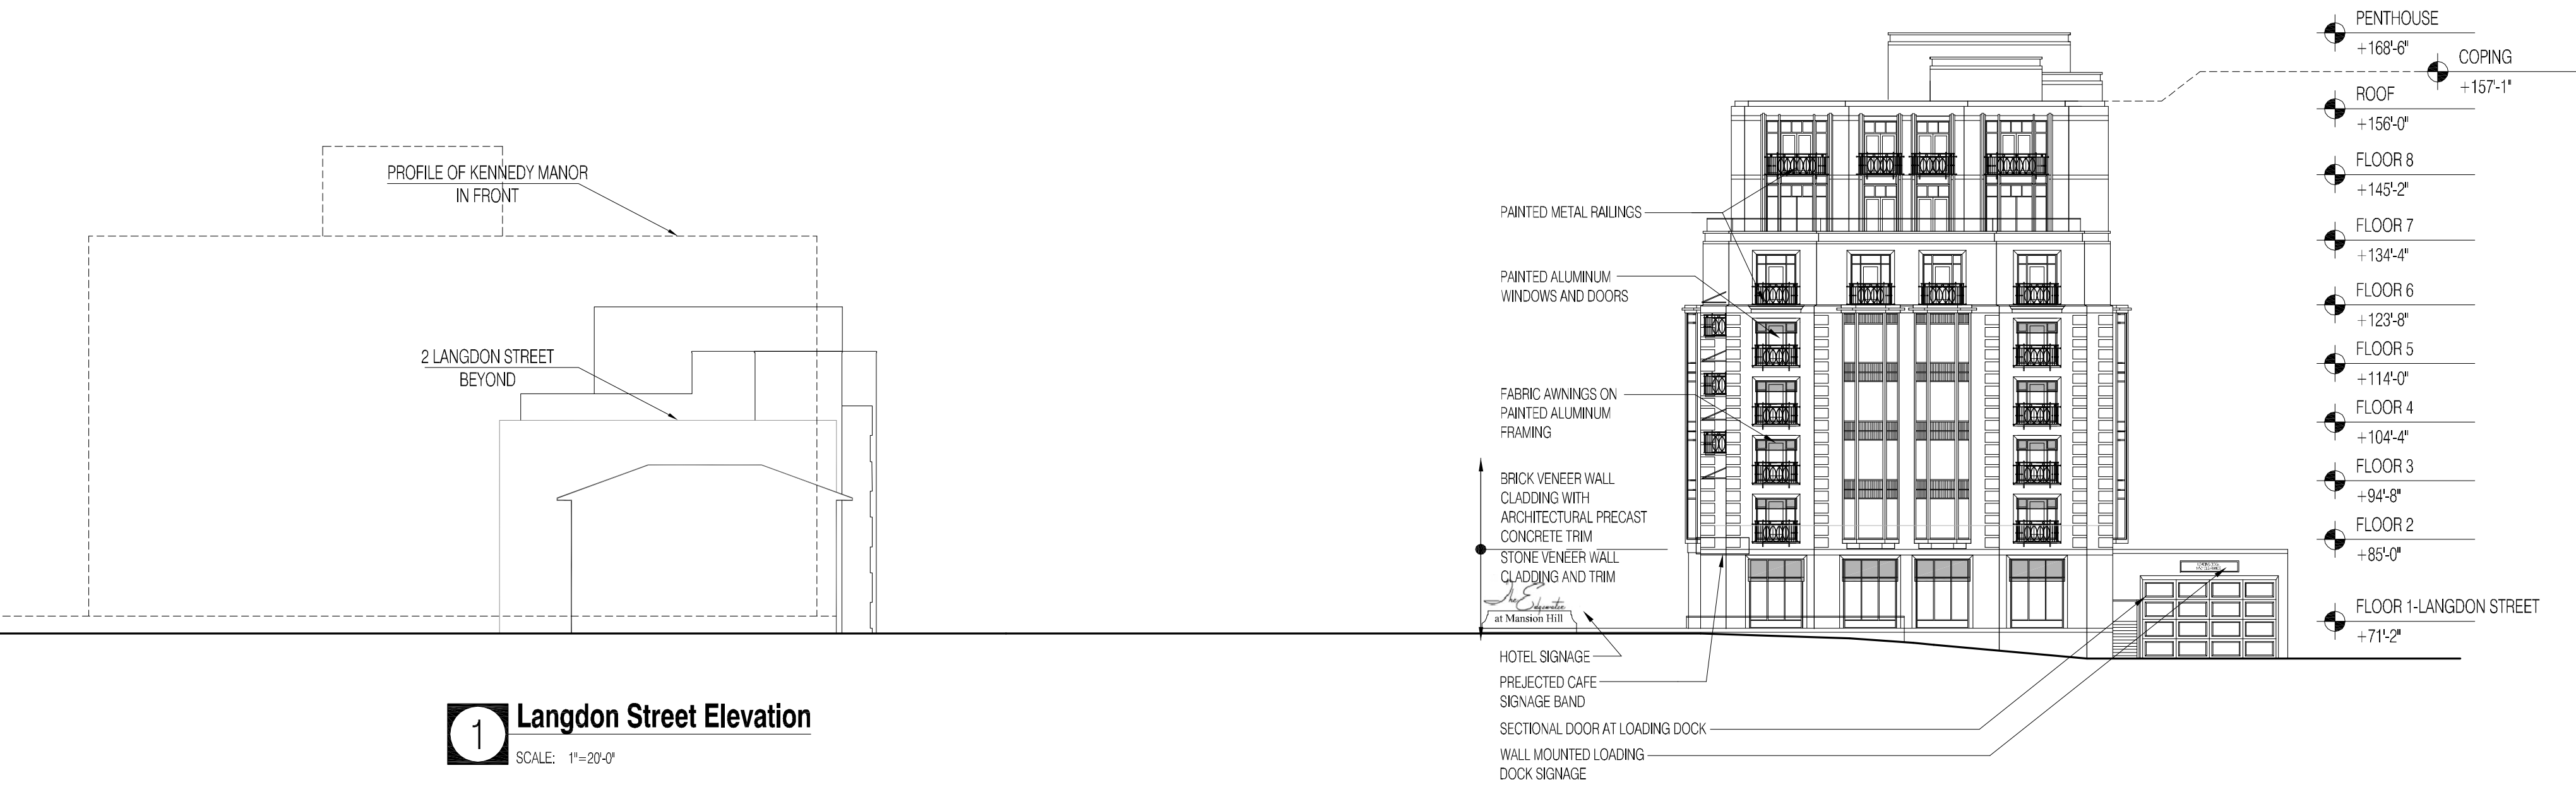 PENTHOUSE
+168'-6"
COPING
+157'-1"
ROOF
+156'-0"
FLOOR 8
+145'-2"
FLOOR 7
+134'-4"
FLOOR 6
+123'-8"
FLOOR 5
+114'-0"
FLOOR 4
+104'-4"
FLOOR 3
+94'-8"
FLOOR 2
+85'-0"
FLOOR 1-LANGDON STREET
+71'-2"
PROFILE OF KENNEDY MANOR
IN FRONT
2 LANGDON STREET
BEYOND
PAINTED METAL RAILINGS
PAINTED ALUMINUM
WINDOWS AND DOORS
FABRIC AWNINGS ON
PAINTED ALUMINUM
FRAMING
BRICK VENEER WALL
CLADDING WITH
ARCHITECTURAL PRECAST
CONCRETE TRIM
STONE VENEER WALL
CLADDING AND TRIM
The Edgewater
at Mansion Hill
HOTEL SIGNAGE
PREJECTED CAFE
SIGNAGE BAND
SECTIONAL DOOR AT LOADING DOCK
WALL MOUNTED LOADING
DOCK SIGNAGE
1
Langdon Street Elevation
SCALE: 1"=20'-0"